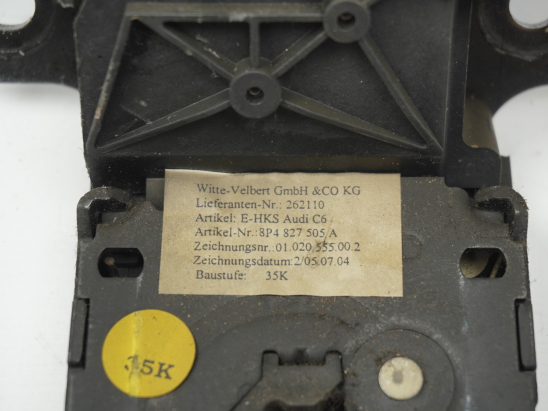 Witte-Velbert GmbH &CO KG
Lieferanten-Nr.: 262110
Artikel: E-HKS Audi C6
Artikel-Nr.:8P4 827 505 A
Zeichnungsnr.:01.020.555.00.2
Zeichnungsdatum:2/05.07.04
Baustufe: 35K
35K